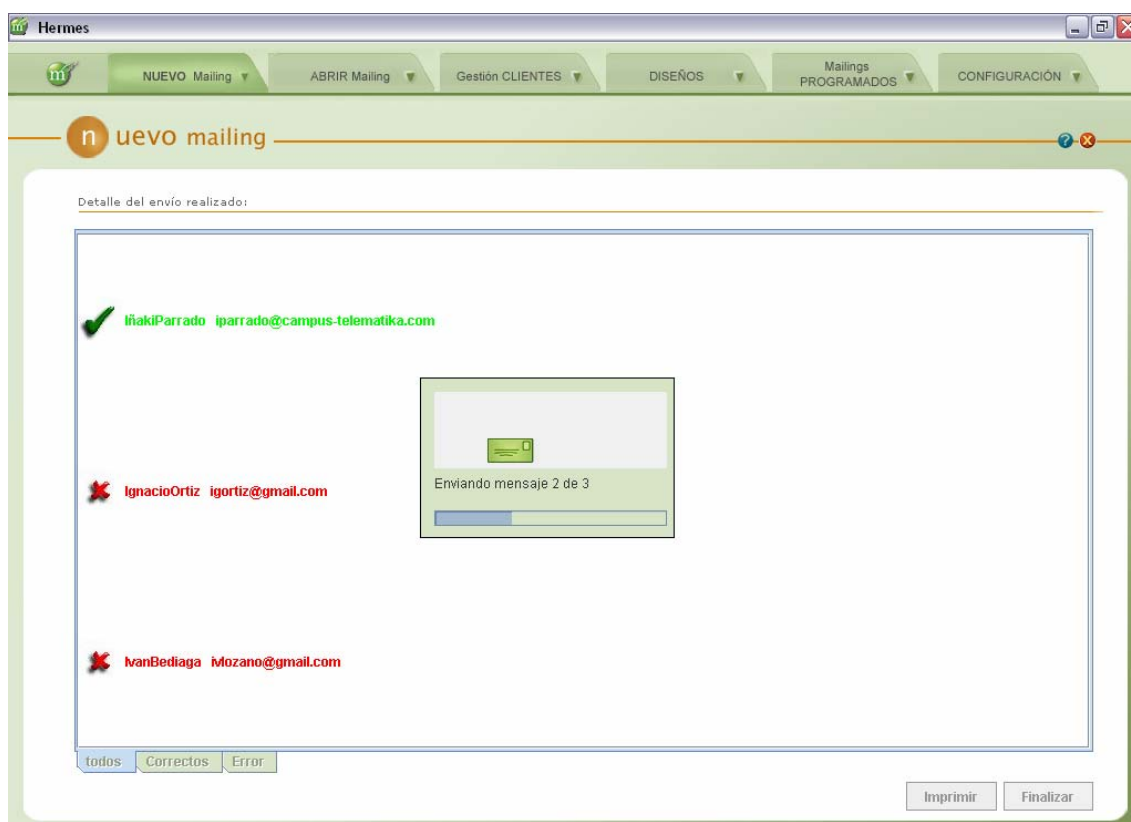 Hermes
NUEVO Mailing
ABRIR Mailing
Gestión CLIENTES
DISEÑOS
Mailings
PROGRAMADOS
CONFIGURACIÓN
n uevo mailing
Detalle del envío realizado:
IñakiParrado iparrado@campus-telematika.com
Enviando mensaje 2 de 3
IgnacioOrtiz igortiz@gmail.com
IvanBediaga ivlozano@gmail.com
todos Correctos Error
Imprimir Finalizar